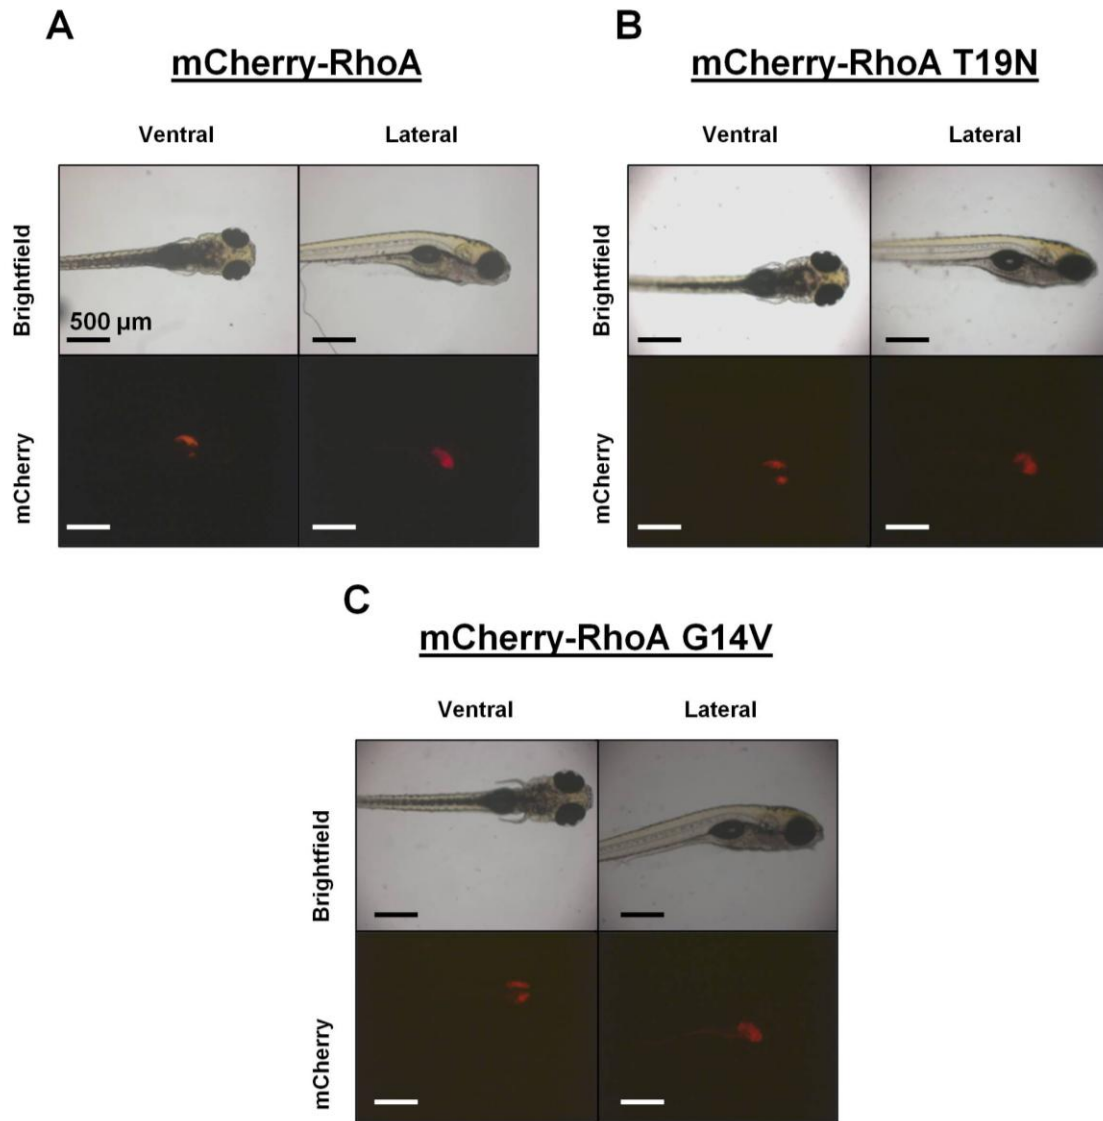 A
mCherry-RhoA
Ventral
Lateral
Brightfield
500 µm
mCherry
B
mCherry-RhoA T19N
Ventral
Lateral
Brightfield
mCherry
C
mCherry-RhoA G14V
Ventral
Lateral
Brightfield
mCherry